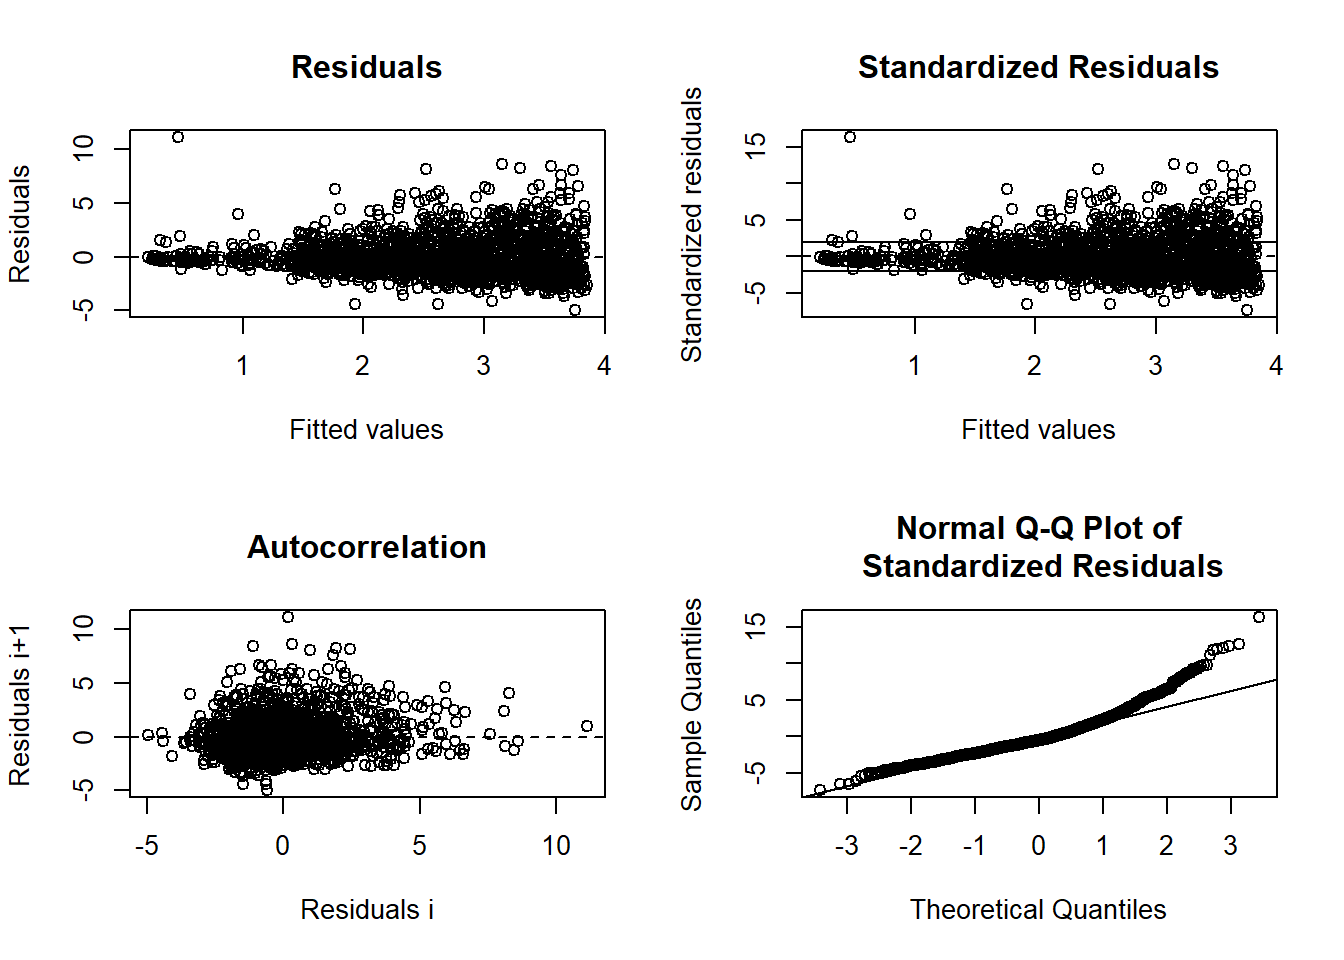 Residuals
Residuals
10
5
0
-5
1 2 3 4
Fitted values
Standardized Residuals
Standardized residuals
15
5
-5
1 2 3 4
Fitted values
Autocorrelation
Residuals i+1
10
5
0
-5
-5 0 5 10
Residuals i
Normal Q-Q Plot of
Standardized Residuals
Sample Quantiles
15
5
-5
-3 -2 -1 0 1 2 3
Theoretical Quantiles